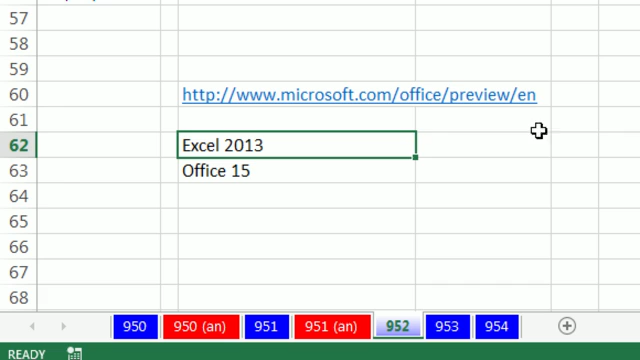 57
58
59
60 http://www.microsoft.com/office/preview/en
61
62 Excel 2013
63 Office 15
64
65
66
67
68
950 950 (an) 951 951 (an) 952 953 954
READY